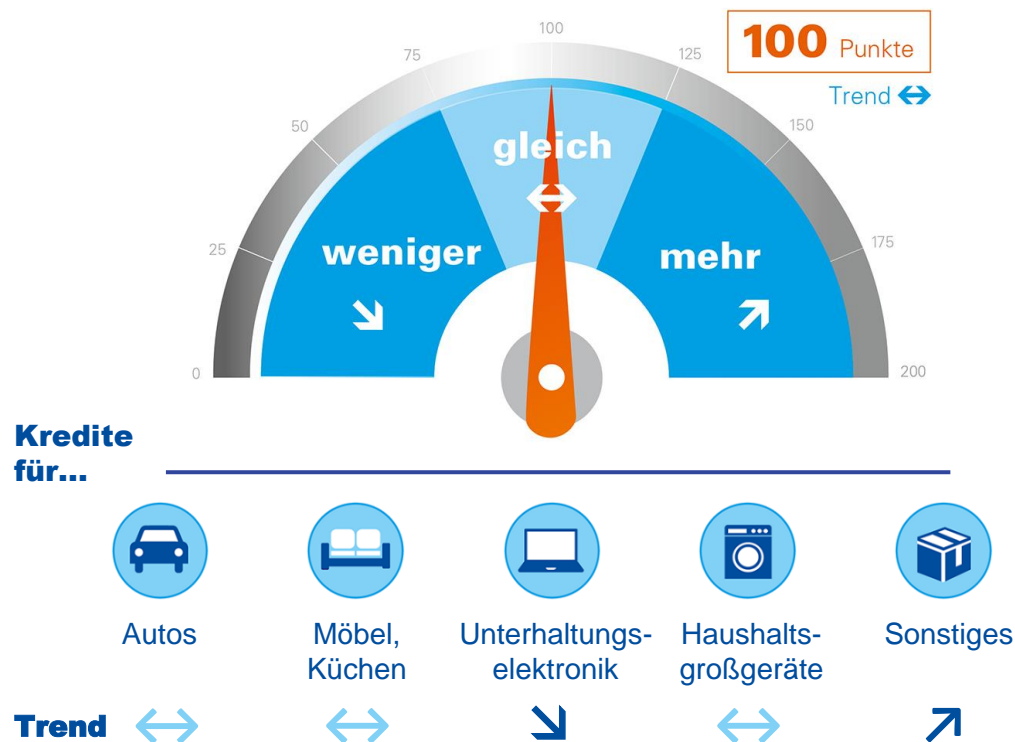 100
75
125
50
150
25
175
0
200
100 Punkte
Trend
gleich
weniger
mehr
Kredite
für...
Autos
Möbel,
Küchen
Unterhaltungs-
elektronik
Haushalts-
großgeräte
Sonstiges
Trend